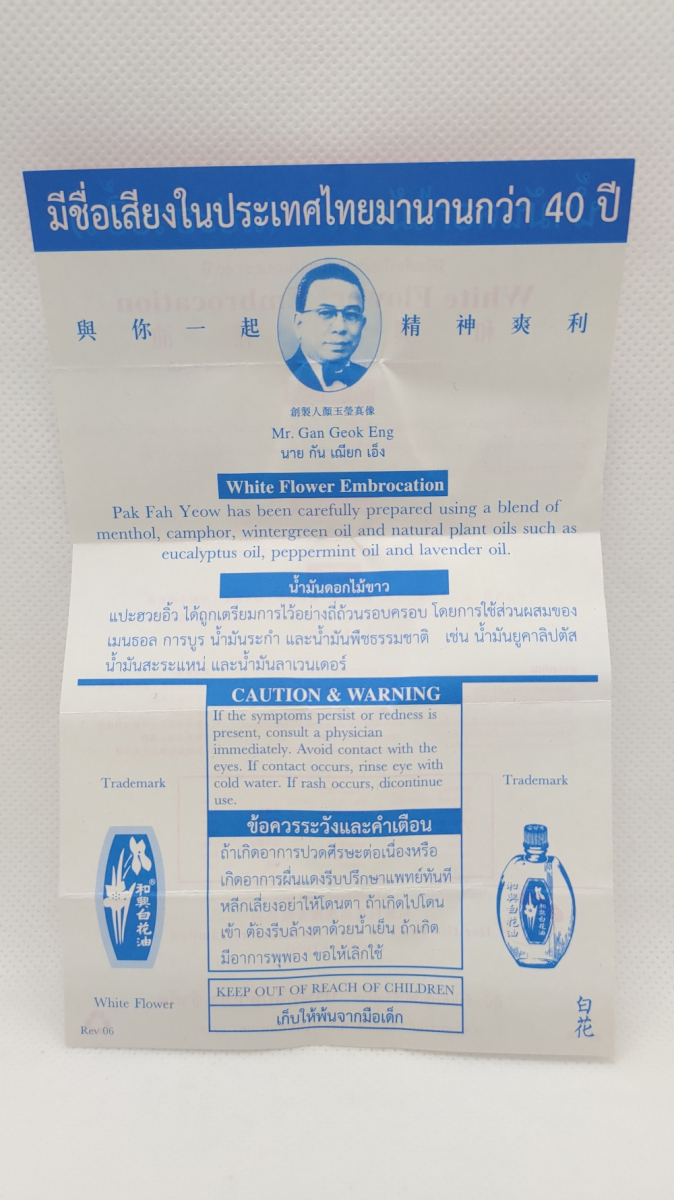 มีชื่อเสียงในประเทศไทยมานานกว่า 40 ปี
與你一起 精神爽利
創製人顏玉瑩真像
Mr. Gan Geok Eng
นาย กัน เฌียก เอ็ง
White Flower Embrocation
Pak Fah Yeow has been carefully prepared using a blend of
menthol, camphor, wintergreen oil and natural plant oils such as
eucalyptus oil, peppermint oil and lavender oil.
น้ำมันดอกไม้ขาว
แปะฮวยอิ้ว ได้ถูกเตรียมการไว้อย่างถี่ถ้วนรอบครอบ โดยการใช้ส่วนผสมของ
เมนธอล การบูร น้ำมันระกำ และน้ำมันพืชธรรมชาติ เช่น น้ำมันยูคาลิปตัส
น้ำมันสะระแหน่ และน้ำมันลาเวนเดอร์
CAUTION & WARNING
If the symptoms persist or redness is
present, consult a physician
immediately. Avoid contact with the
eyes. If contact occurs, rinse eye with
cold water. If rash occurs, dicontinue
use.
ข้อควรระวังและคำเตือน
ถ้าเกิดอาการปวดศีรษะต่อเนื่องหรือ
เกิดอาการผื่นแดงรีบปรึกษาแพทย์ทันที
หลีกเลี่ยงอย่าให้โดนตา ถ้าเกิดไปโดน
เข้า ต้องรีบล้างตาด้วยน้ำเย็น ถ้าเกิด
มีอาการพุพอง ขอให้เลิกใช้
KEEP OUT OF REACH OF CHILDREN
เก็บให้พ้นจากมือเด็ก
Trademark
®
和興白花油
White Flower
Rev 06
Trademark
和興白花油
和興白花油
白花